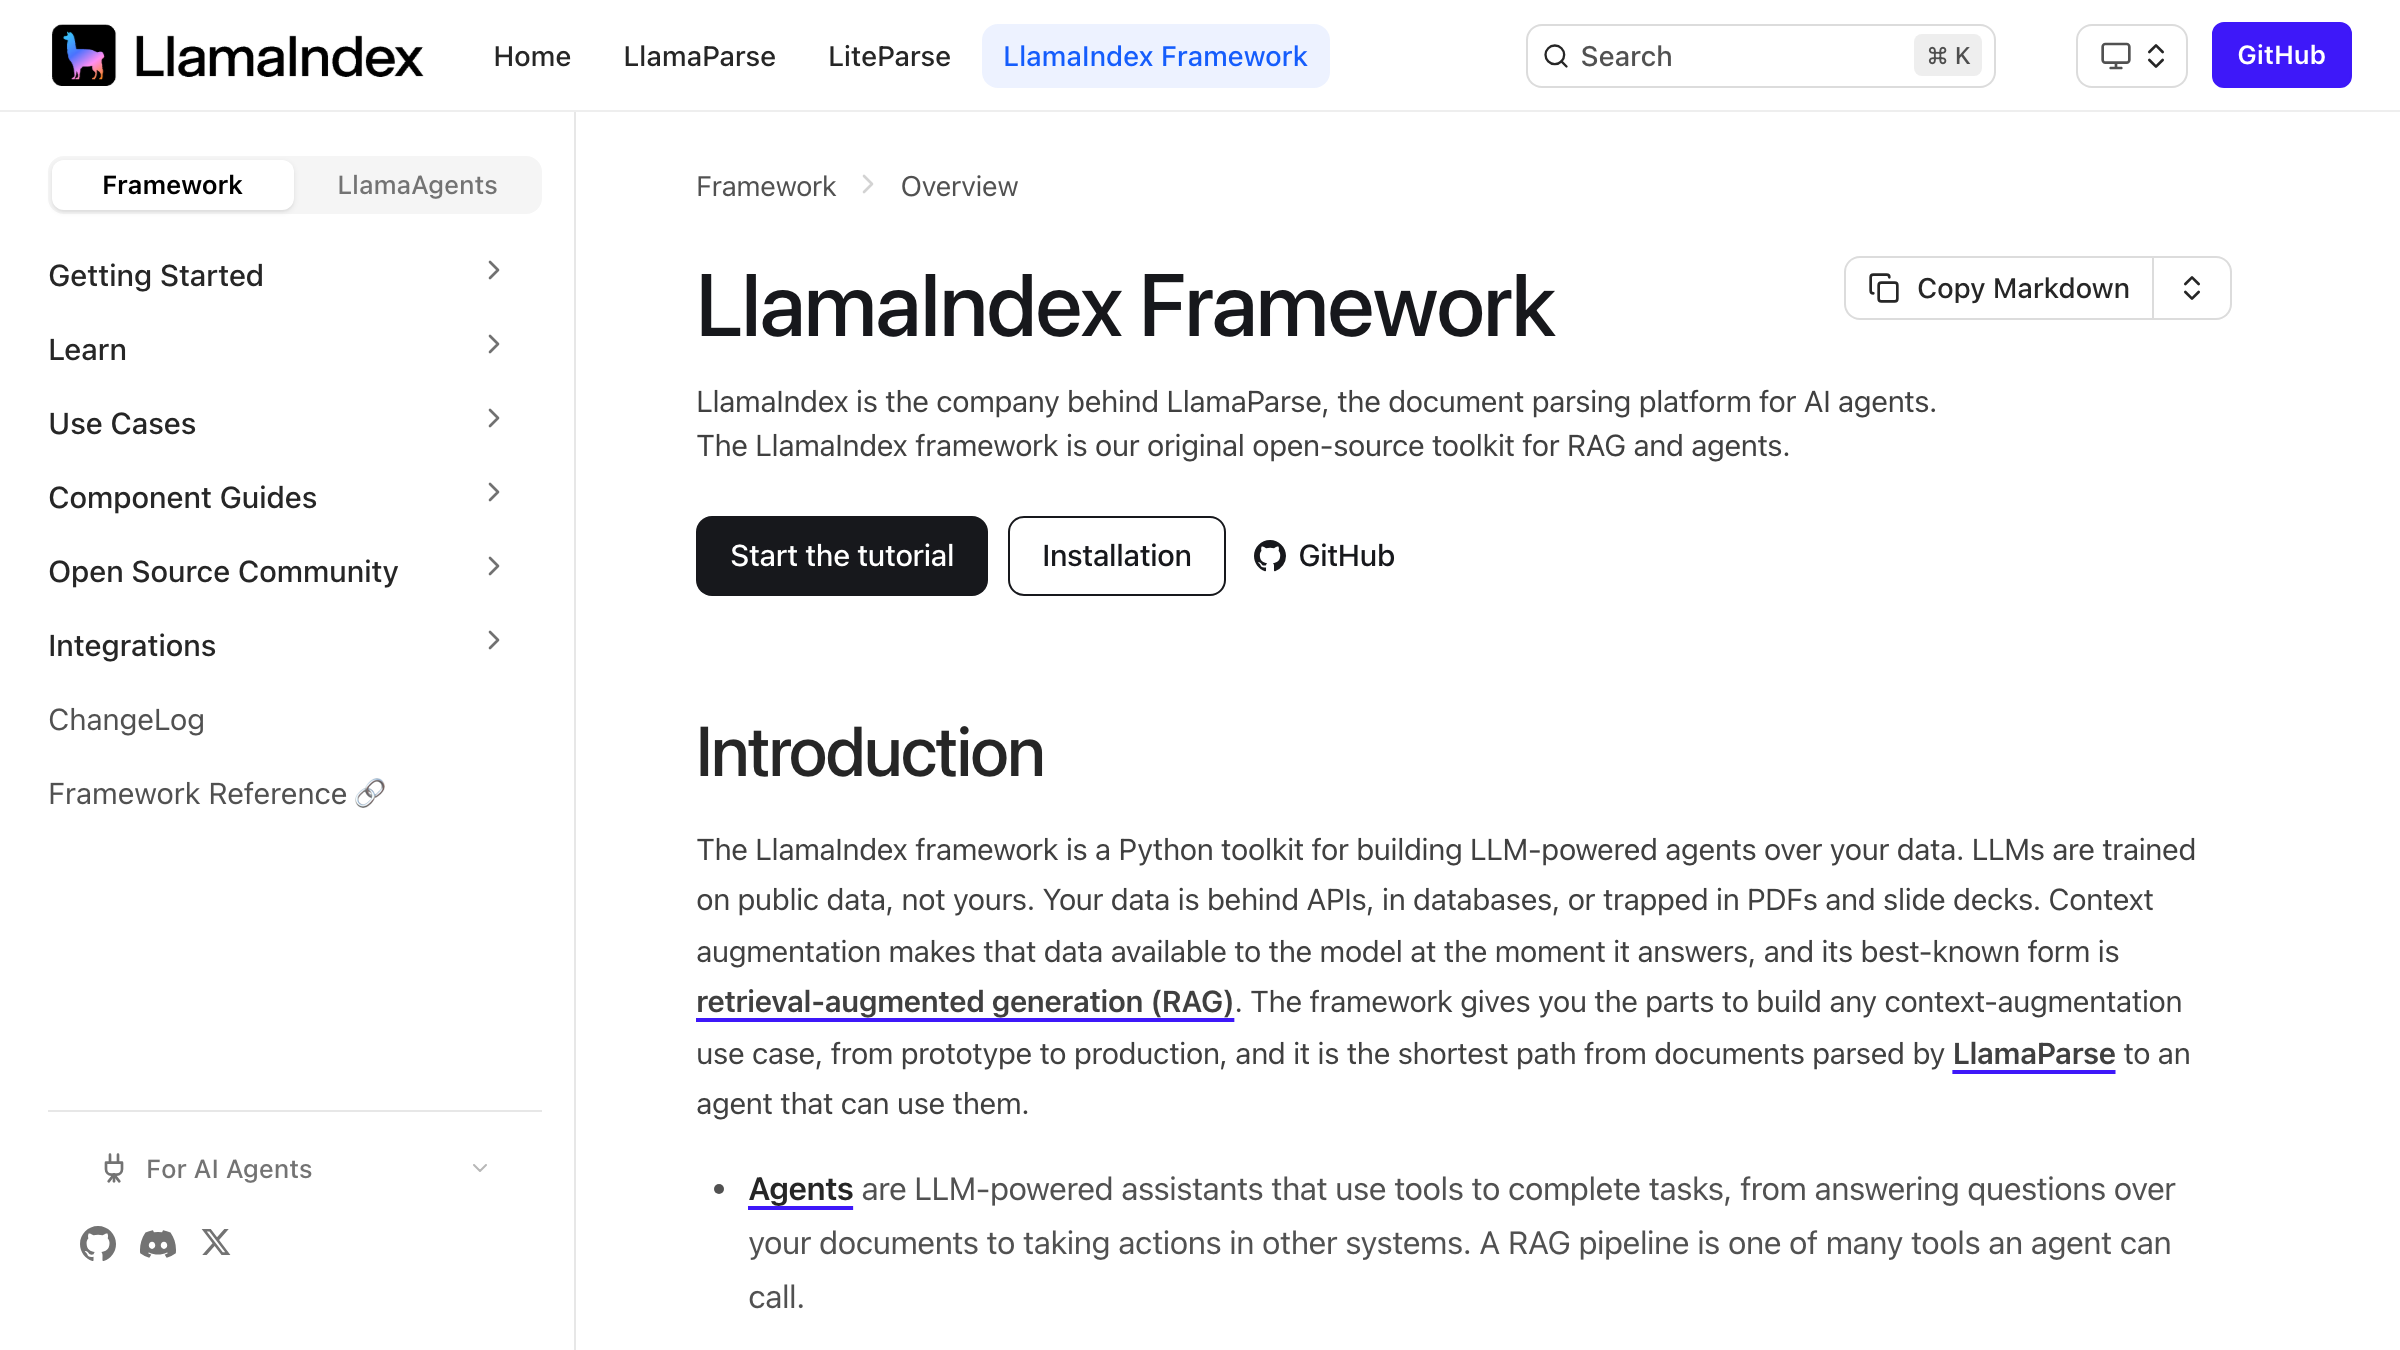 LlamaIndex
Home
LlamaParse
LiteParse
LlamaIndex Framework
Search
⌘ K
GitHub
Framework
LlamaAgents
Getting Started
Learn
Use Cases
Component Guides
Open Source Community
Integrations
ChangeLog
Framework Reference 🔗
For AI Agents
Framework
Overview
LlamaIndex Framework
Copy Markdown
LlamaIndex is the company behind LlamaParse, the document parsing platform for AI agents.
The LlamaIndex framework is our original open-source toolkit for RAG and agents.
Start the tutorial
Installation
GitHub
Introduction
The LlamaIndex framework is a Python toolkit for building LLM-powered agents over your data. LLMs are trained
on public data, not yours. Your data is behind APIs, in databases, or trapped in PDFs and slide decks. Context
augmentation makes that data available to the model at the moment it answers, and its best-known form is
retrieval-augmented generation (RAG). The framework gives you the parts to build any context-augmentation
use case, from prototype to production, and it is the shortest path from documents parsed by LlamaParse to an
agent that can use them.
• Agents are LLM-powered assistants that use tools to complete tasks, from answering questions over
your documents to taking actions in other systems. A RAG pipeline is one of many tools an agent can
call.